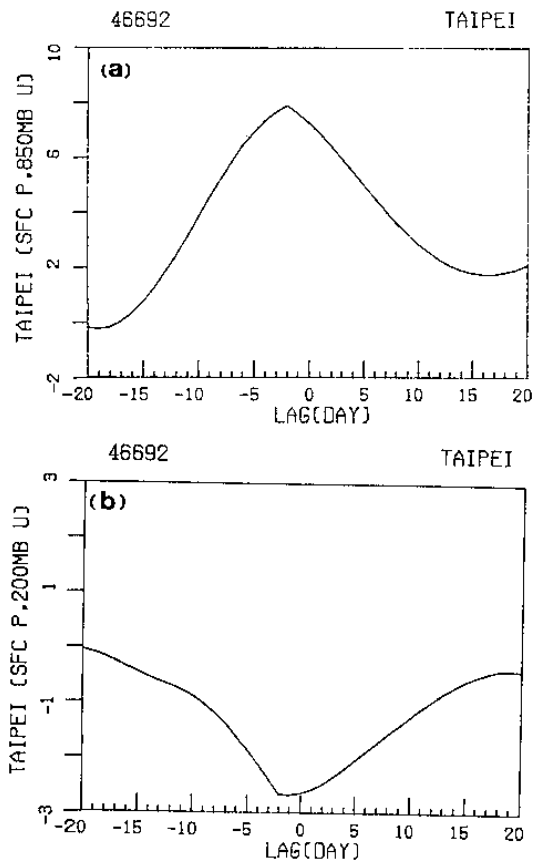 46692 TAIPEI
(a)
TAIPEI (SFC P,850MB U)
10
6
2
-2
-20 -15 -10 -5 0 5 10 15 20
LAG(DAY)
46692 TAIPEI
(b)
TAIPEI (SFC P,200MB U)
3
1
-1
-3
-20 -15 -10 -5 0 5 10 15 20
LAG(DAY)